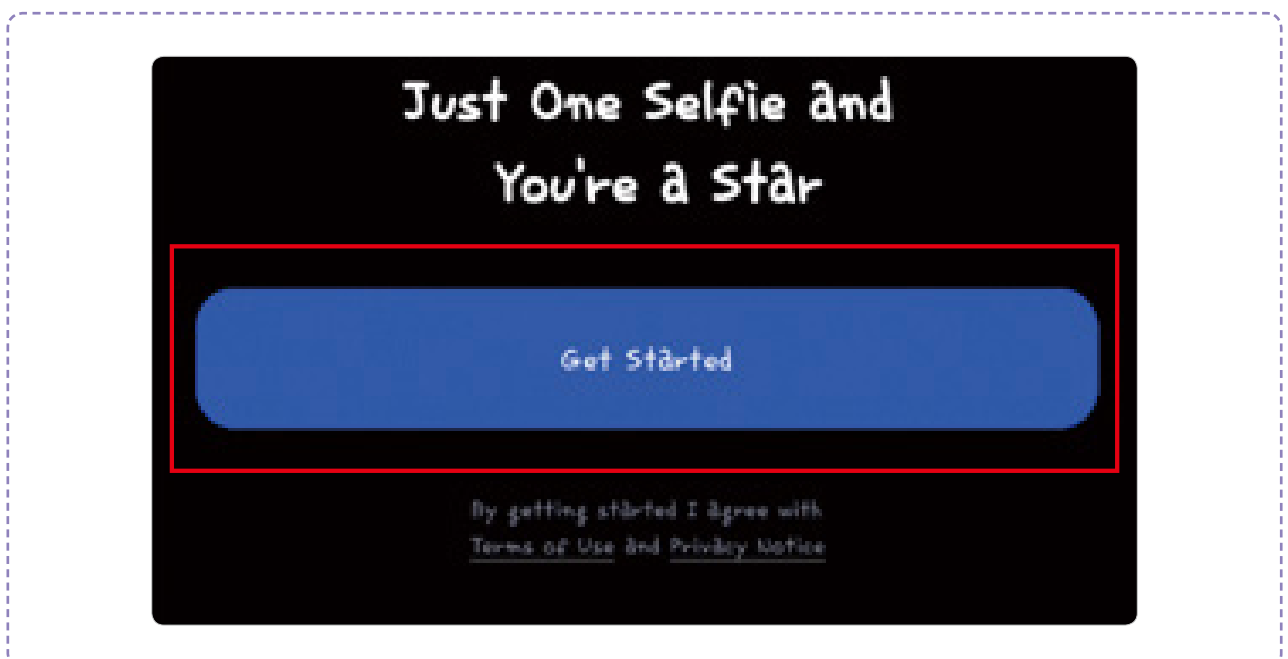 Just One Selfie and
You're a Star
Get Started
By getting started I agree with
Terms of Use and Privacy Notice